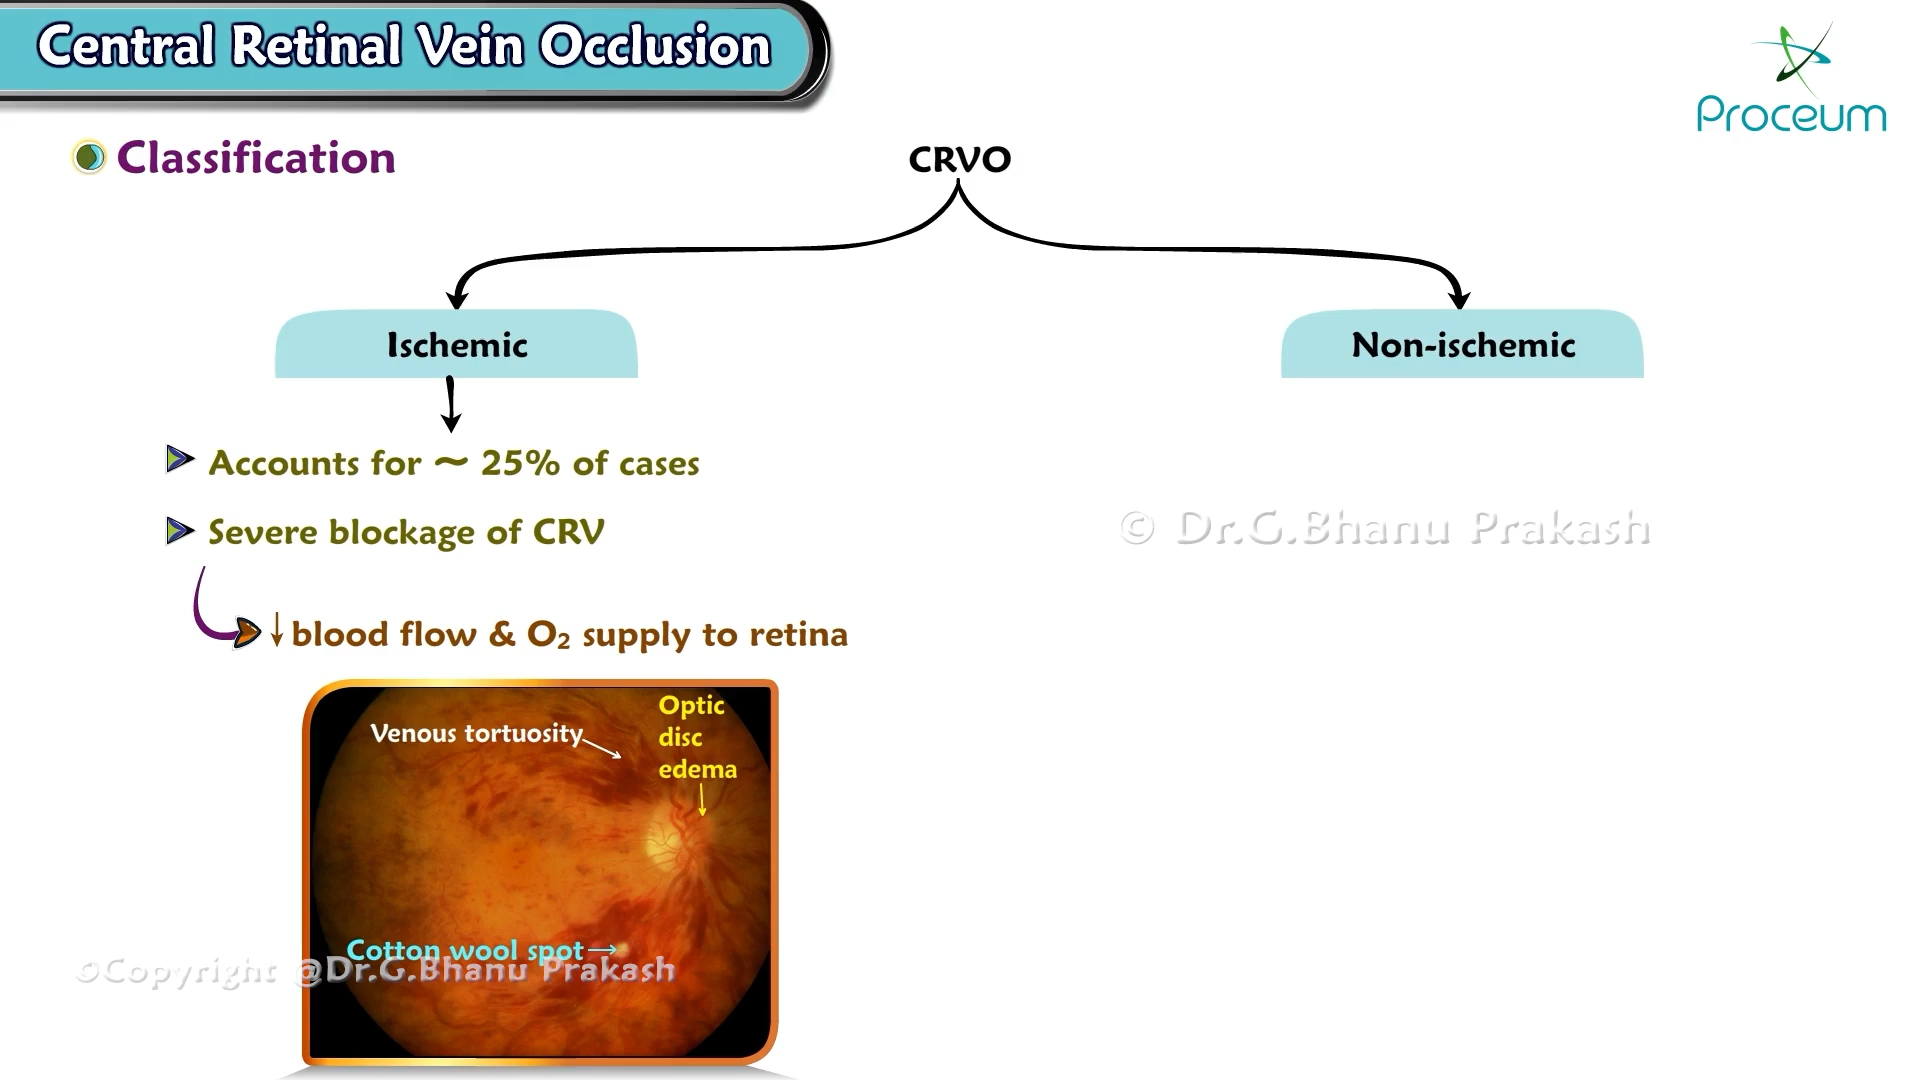 Central Retinal Vein Occlusion
Proceum
Classification
CRVO
Ischemic
Non-ischemic
Accounts for ~ 25% of cases
Severe blockage of CRV
© Dr.G.Bhanu Prakash
↓ blood flow & O₂ supply to retina
Optic
disc
edema
Venous tortuosity
Cotton wool spot
©Copyright @Dr.G.Bhanu Prakash